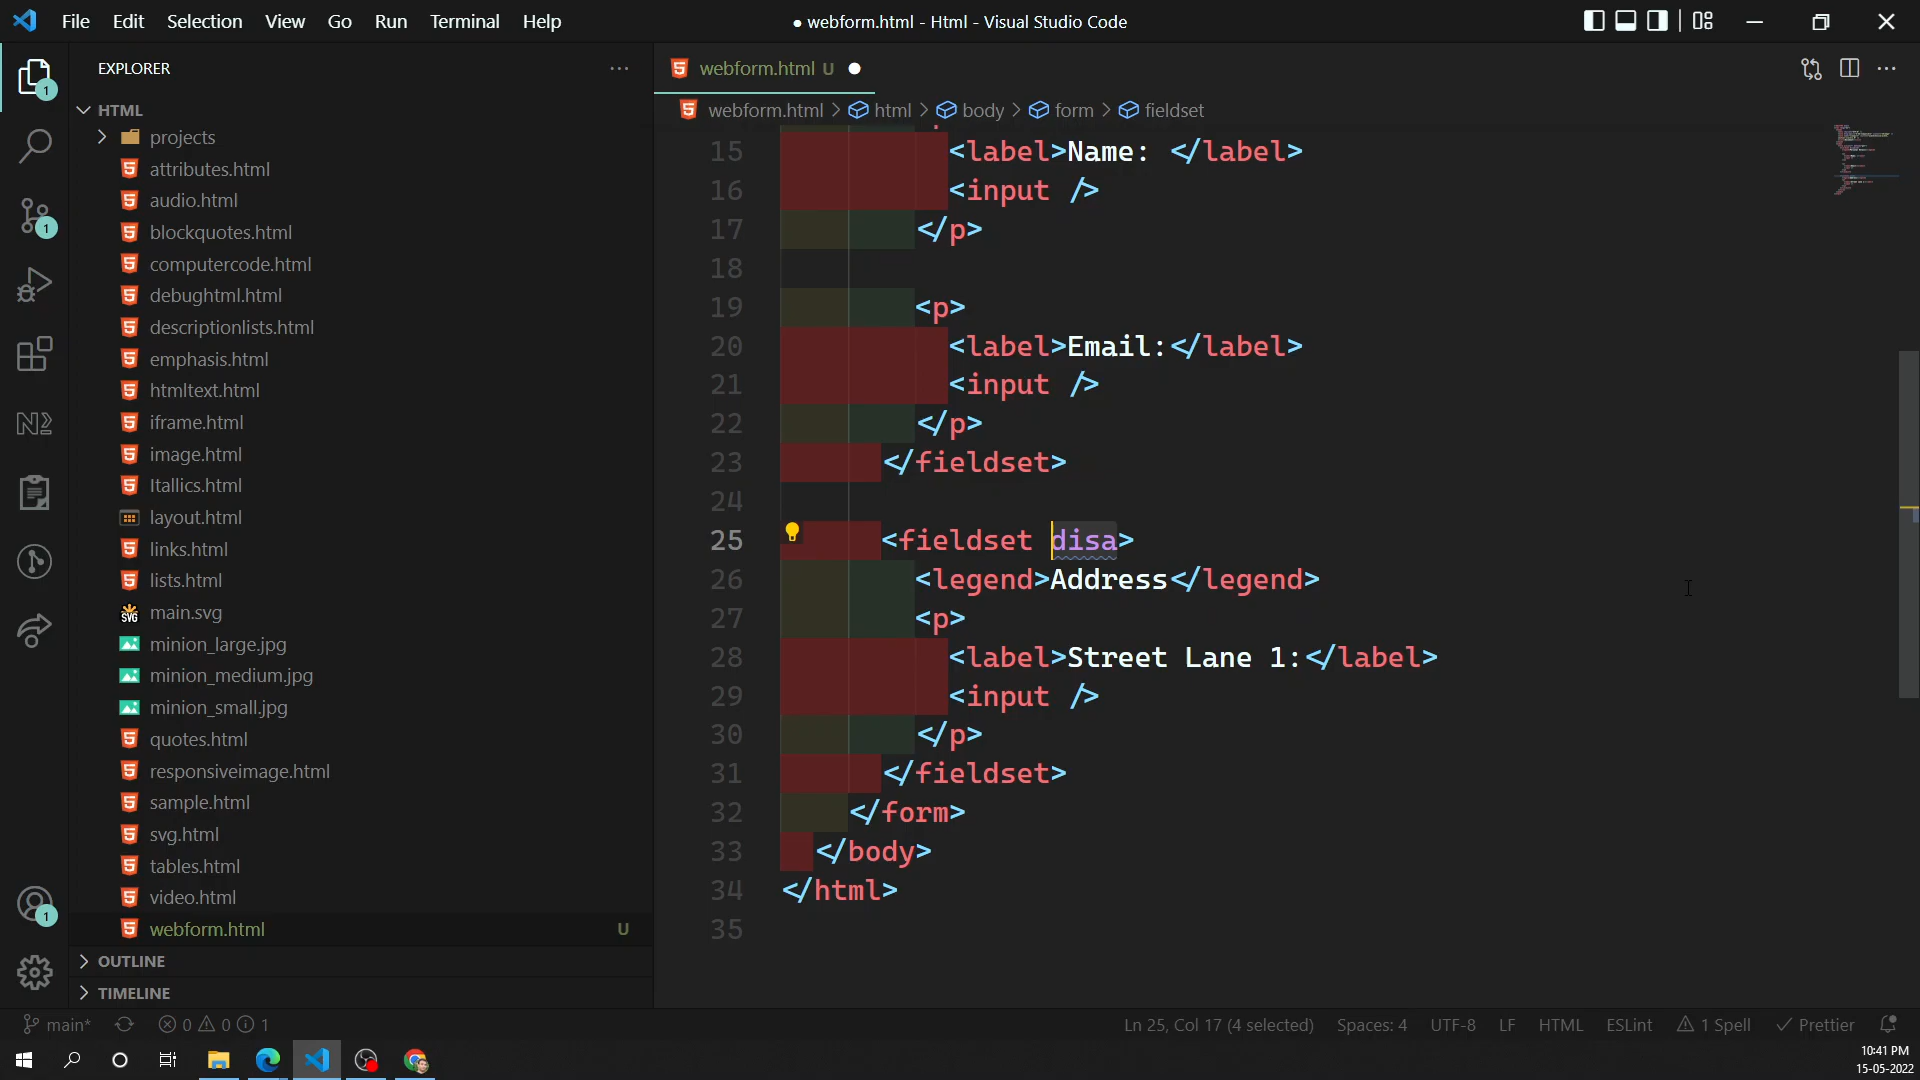 File Edit Selection View Go Run Terminal Help
● webform.html - Html - Visual Studio Code
EXPLORER
HTML
projects
attributes.html
audio.html
blockquotes.html
computercode.html
debughtml.html
descriptionlists.html
emphasis.html
htmltext.html
iframe.html
image.html
Itallics.html
layout.html
links.html
lists.html
main.svg
minion_large.jpg
minion_medium.jpg
minion_small.jpg
quotes.html
responsiveimage.html
sample.html
svg.html
tables.html
video.html
webform.html U
OUTLINE
TIMELINE
webform.html U ●
webform.html > html > body > form > fieldset
15 <label>Name: </label>
16 <input />
17 </p>
18
19 <p>
20 <label>Email:</label>
21 <input />
22 </p>
23 </fieldset>
24
25 <fieldset disa>
26 <legend>Address</legend>
27 <p>
28 <label>Street Lane 1:</label>
29 <input />
30 </p>
31 </fieldset>
32 </form>
33 </body>
34 </html>
35
1
1
1
main* 0 0 1
Ln 25, Col 17 (4 selected) Spaces: 4 UTF-8 LF HTML ESLint 1 Spell Prettier
10:41 PM
15-05-2022